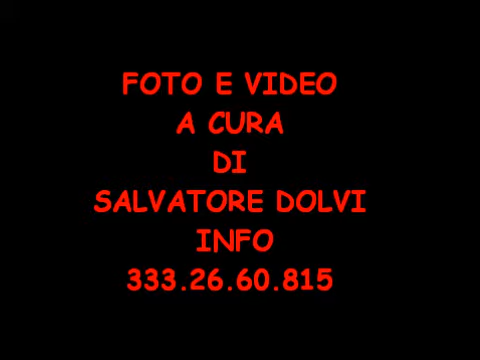 FOTO E VIDEO
A CURA
DI
SALVATORE DOLVI
INFO
333.26.60.815